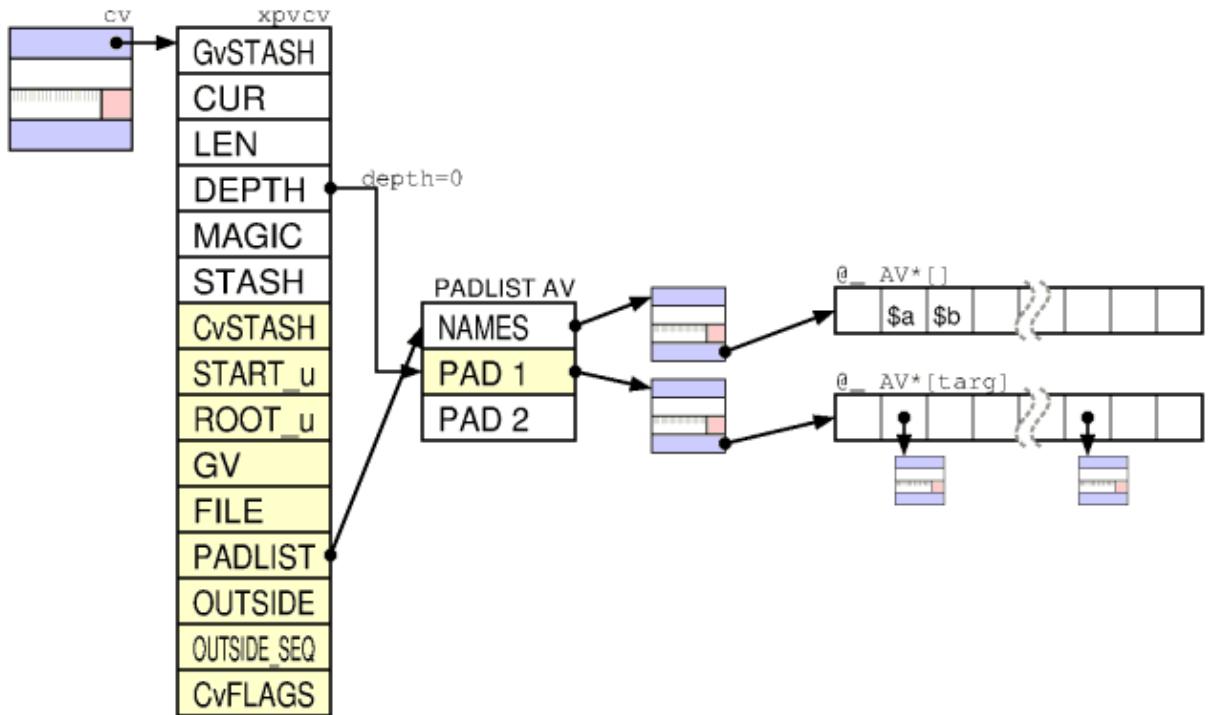 cv
xpvcv
GvSTASH
CUR
LEN
DEPTH
depth=0
MAGIC
STASH
CvSTASH
START_u
ROOT_u
GV
FILE
PADLIST
OUTSIDE
OUTSIDE_SEQ
CvFLAGS
PADLIST AV
NAMES
PAD 1
PAD 2
@_ AV*[]
$a $b
@_ AV*[targ]